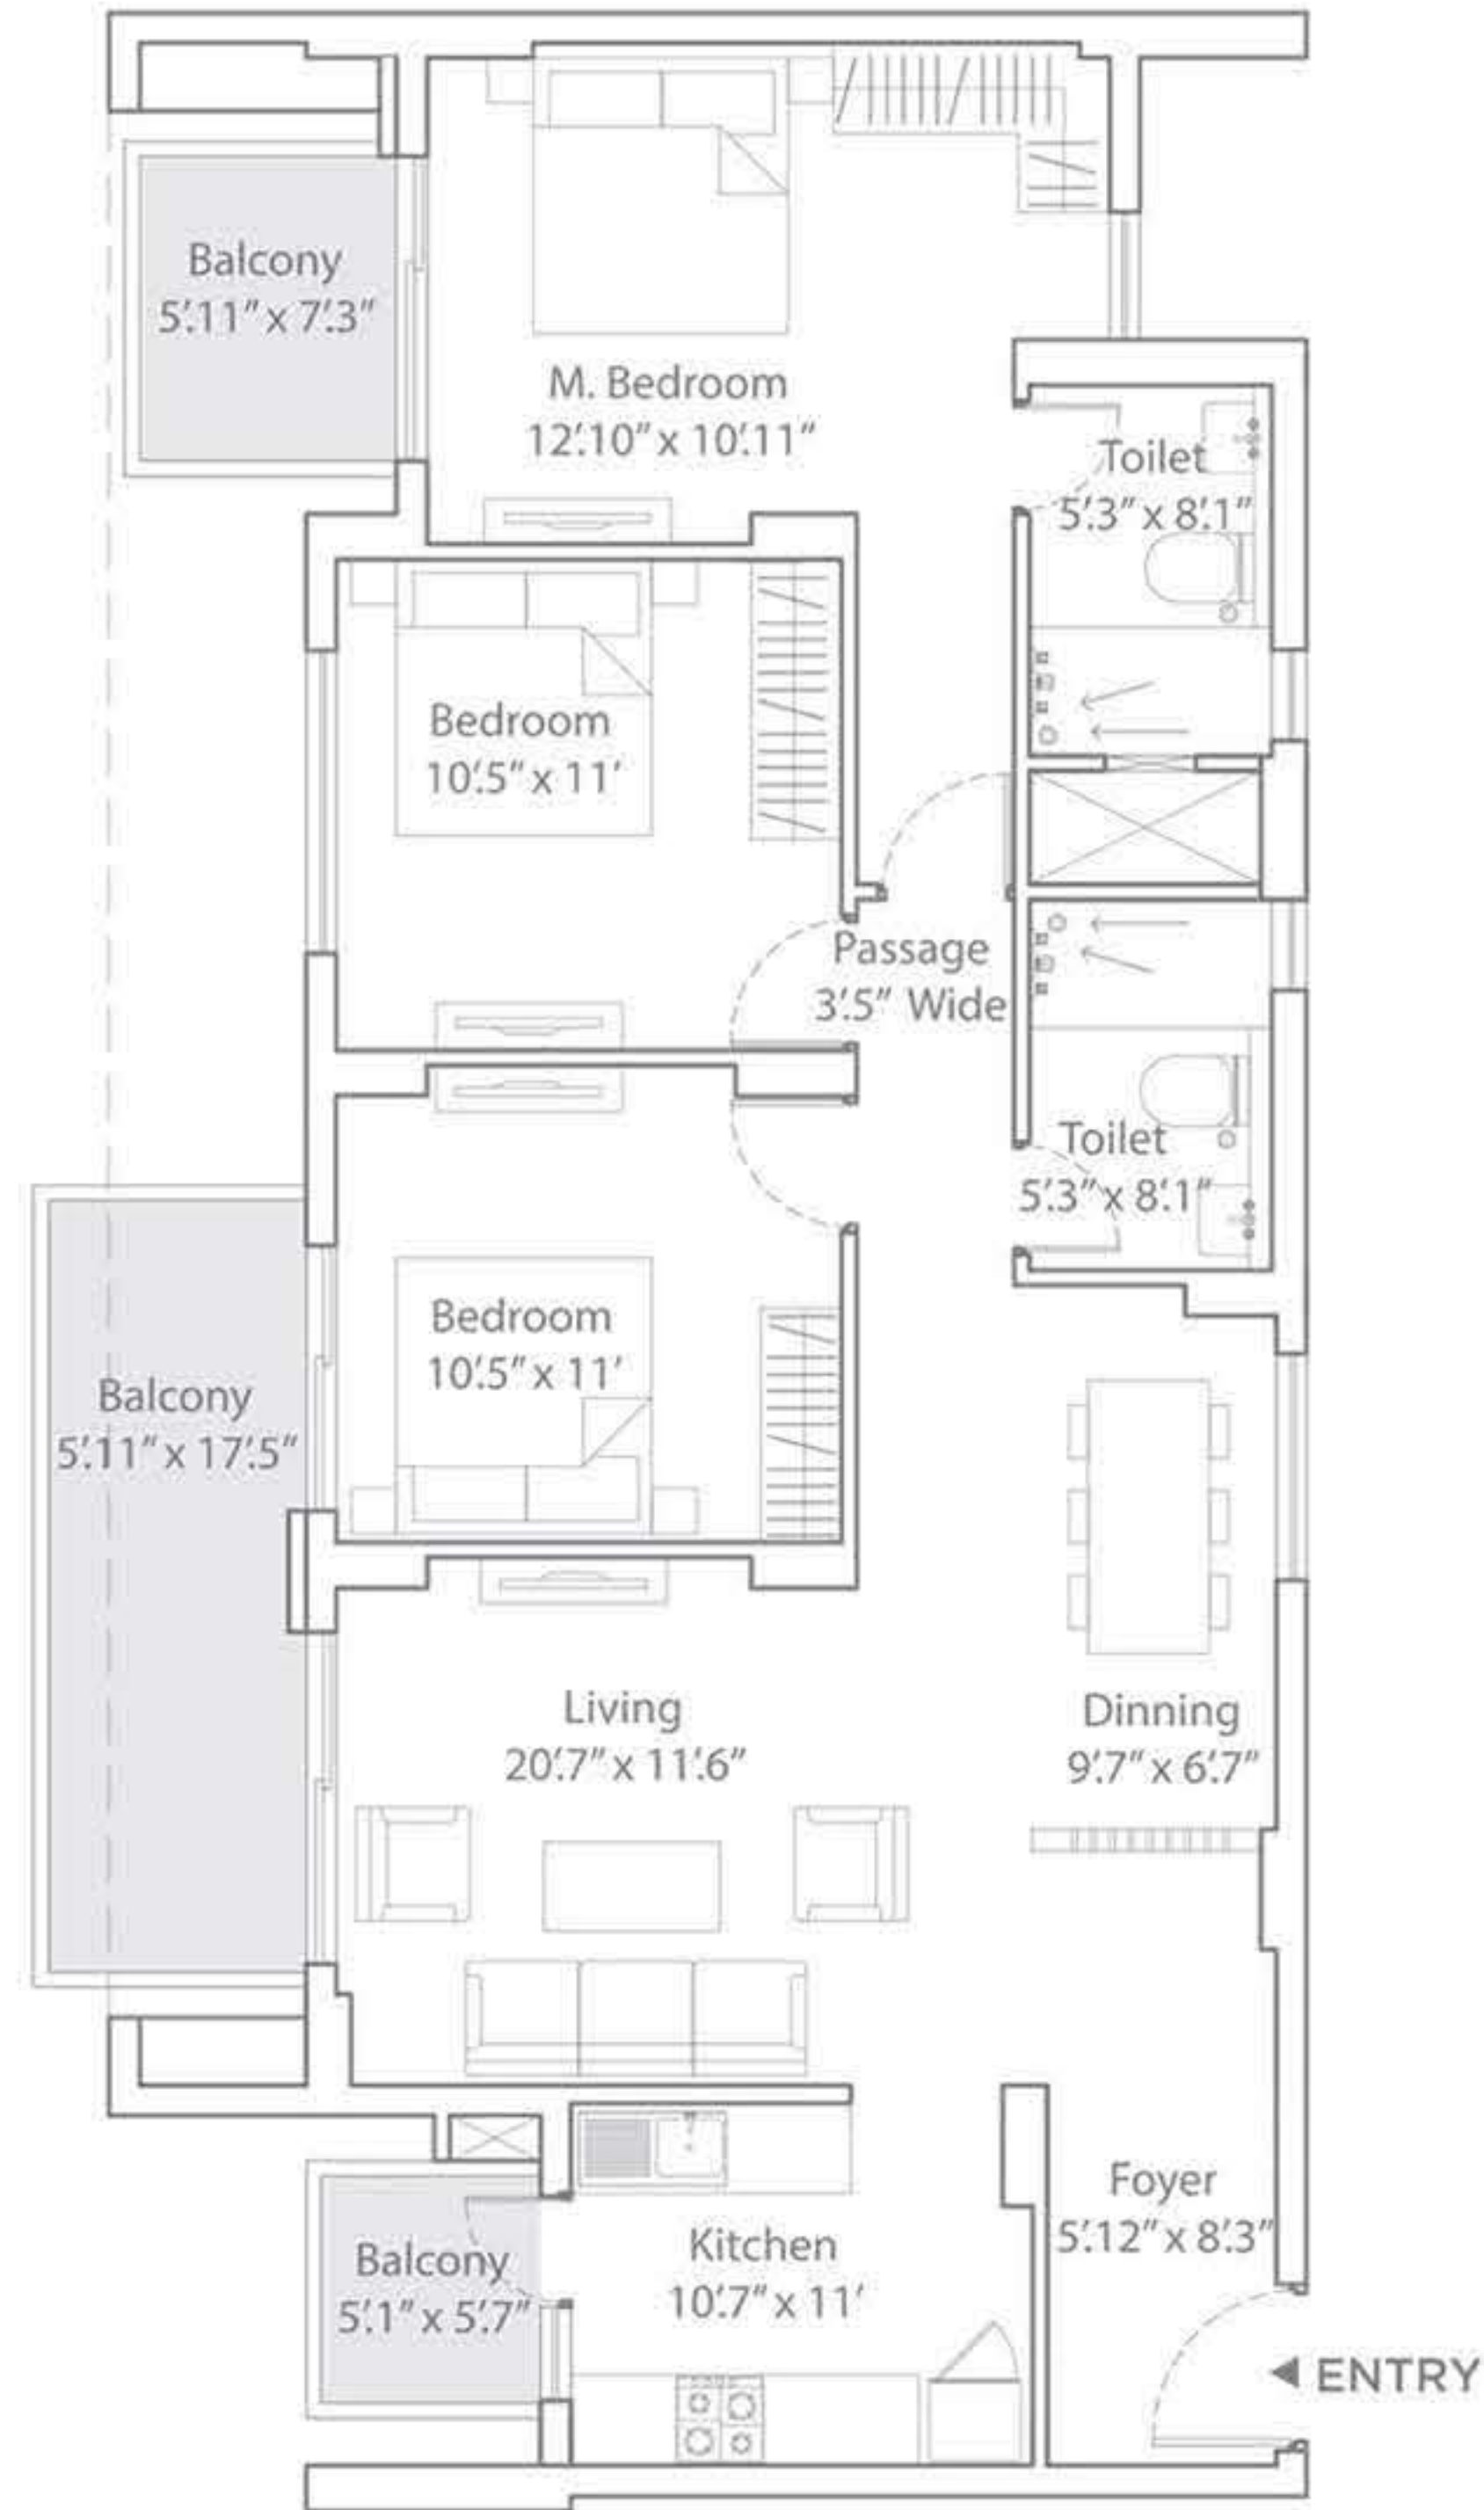 Balcony
5'.11" x 7'.3"
M. Bedroom
12'.10" x 10'.11"
Toilet
5'.3" x 8'.1"
Bedroom
10'.5" x 11'
Passage
3'.5" Wide
Toilet
5'.3" x 8'.1"
Bedroom
10'.5" x 11'
Balcony
5'.11" x 17'.5"
Living
20'.7" x 11'.6"
Dinning
9'.7" x 6'.7"
Foyer
5'.12" x 8'.3"
Kitchen
10'.7" x 11'
Balcony
5'.1" x 5'.7"
ENTRY